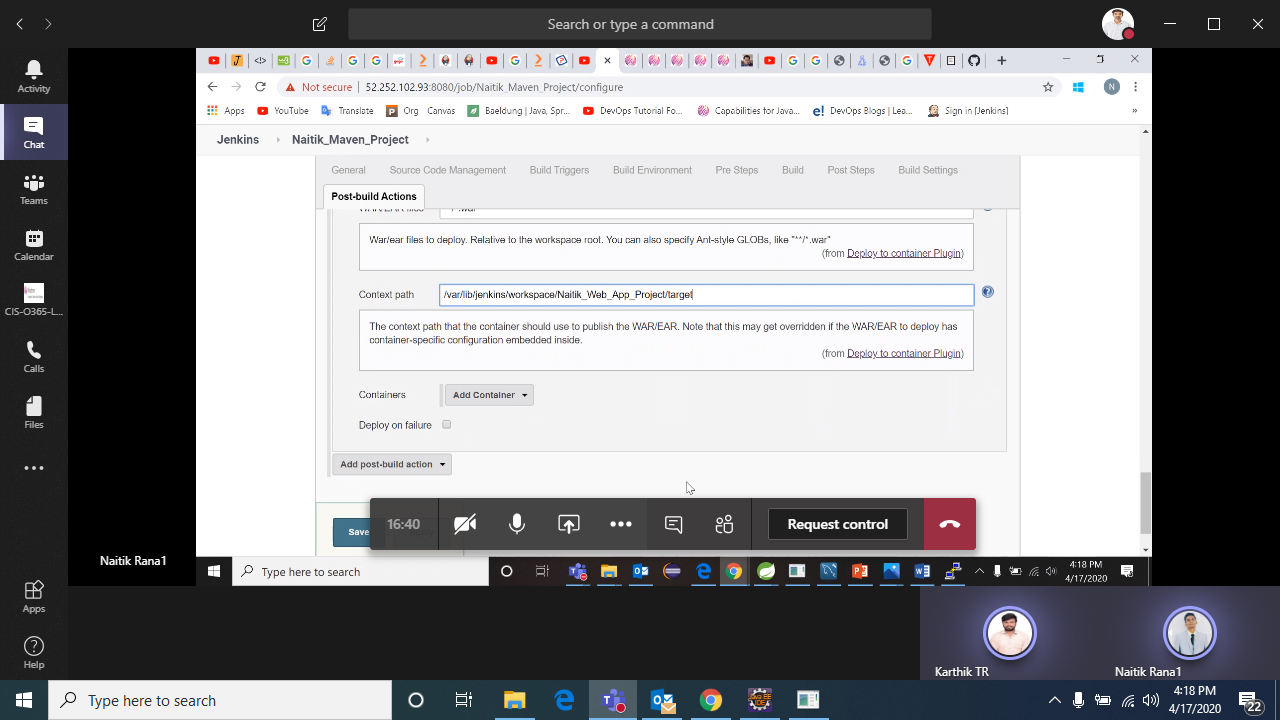 Search or type a command
Activity
Chat
Teams
Calendar
CIS-O365-L...
Calls
Files
Apps
Help
Not secure
:8080/job/Naitik_Maven_Project/configure
N
Apps
YouTube
Translate
Org
Canvas
Baeldung | Java, Spr...
DevOps Tutorial Fo...
Capabilities for Java...
DevOps Blogs | Lea...
Sign in [Jenkins]
Jenkins
Naitik_Maven_Project
General
Source Code Management
Build Triggers
Build Environment
Pre Steps
Build
Post Steps
Build Settings
Post-build Actions
WAR/EAR files
War/ear files to deploy. Relative to the workspace root. You can also specify Ant-style GLOBs, like "**/*.war"
(from Deploy to container Plugin)
Context path
/var/lib/jenkins/workspace/Naitik_Web_App_Project/target
The context path that the container should use to publish the WAR/EAR. Note that this may get overridden if the WAR/EAR to deploy has
container-specific configuration embedded inside.
(from Deploy to container Plugin)
Containers
Add Container
Deploy on failure
Add post-build action
Save
16:40
Request control
Naitik Rana1
Type here to search
4:18 PM
4/17/2020
Karthik TR
Naitik Rana1
Type here to search
4:18 PM
4/17/2020
22